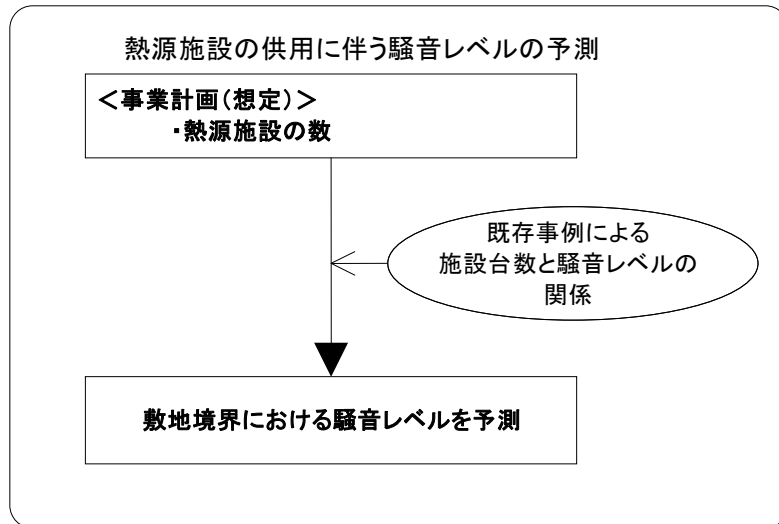 熱源施設の供用に伴う騒音レベルの予測
＜事業計画（想定）＞
・熱源施設の数
既存事例による
施設台数と騒音レベルの
関係
敷地境界における騒音レベルを予測